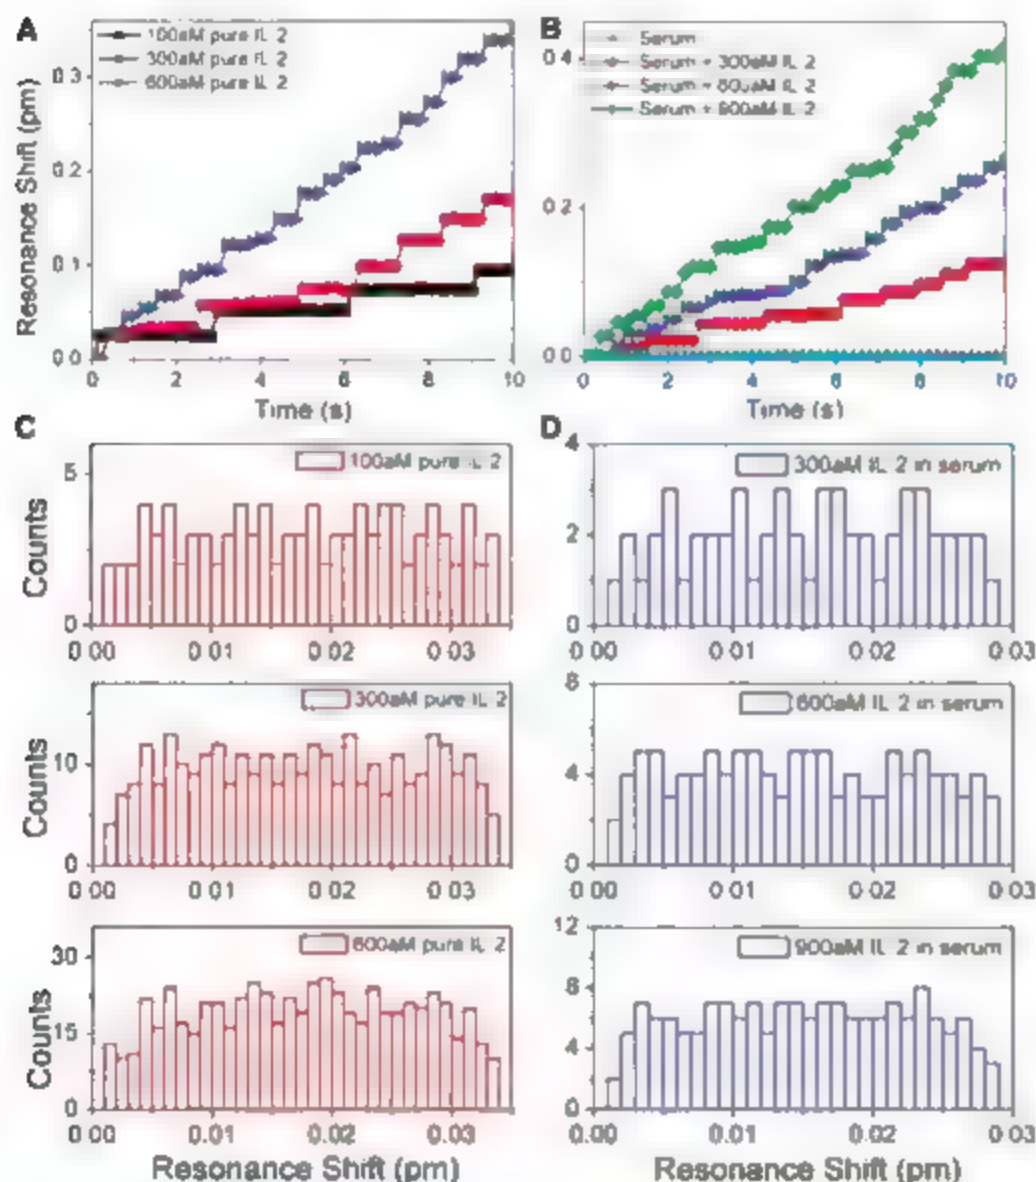 A
100aM pure IL 2
300aM pure IL 2
600aM pure IL 2
Resonance Shift (pm)
0.3
0.2
0.1
0.0
0 2 4 6 8 10
Time (s)
B
Serum
Serum + 300aM IL 2
Serum + 600aM IL 2
Serum + 900aM IL 2
0.4
0.2
0.0
0 2 4 6 8 10
Time (s)
C
Counts
5
0
100aM pure IL 2
0.00 0.01 0.02 0.03
Counts
10
0
300aM pure IL 2
0.00 0.01 0.02 0.03
Counts
30
15
0
600aM pure IL 2
0.00 0.01 0.02 0.03
Resonance Shift (pm)
D
4
2
0
300aM IL 2 in serum
0.00 0.01 0.02 0.03
8
4
0
600aM IL 2 in serum
0.00 0.01 0.02 0.03
12
8
4
0
900aM IL 2 in serum
0.00 0.01 0.02 0.03
Resonance Shift (pm)